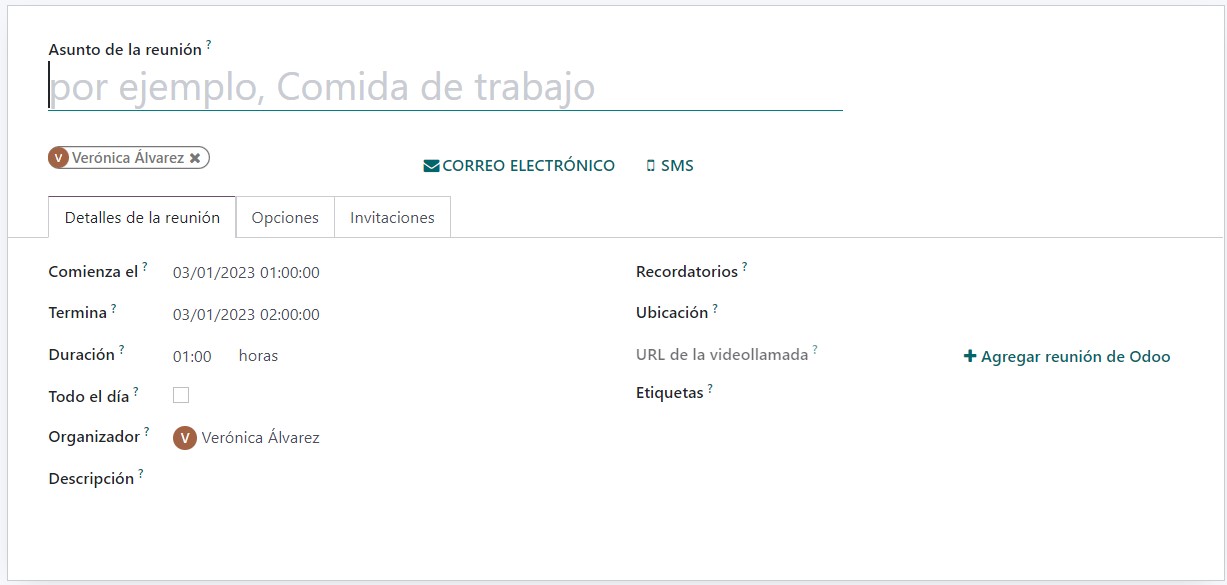 Asunto de la reunión ?
por ejemplo, Comida de trabajo
V Verónica Álvarez ✖
CORREO ELECTRÓNICO SMS
Detalles de la reunión Opciones Invitaciones
Comienza el ? 03/01/2023 01:00:00
Termina ? 03/01/2023 02:00:00
Duración ? 01:00 horas
Todo el día ?
Organizador ? V Verónica Álvarez
Descripción ?
Recordatorios ?
Ubicación ?
URL de la videollamada ? + Agregar reunión de Odoo
Etiquetas ?